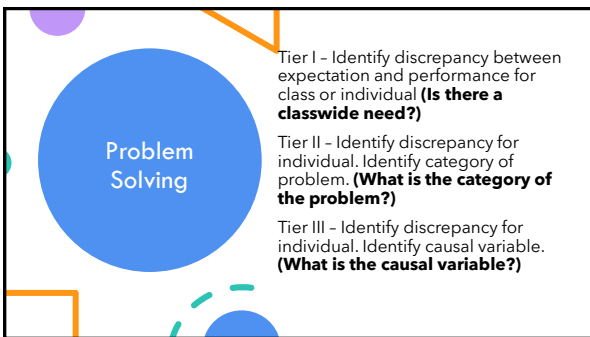 Problem
Solving
Tier I – Identify discrepancy between
expectation and performance for
class or individual (Is there a
classwide need?)
Tier II – Identify discrepancy for
individual. Identify category of
problem. (What is the category of
the problem?)
Tier III – Identify discrepancy for
individual. Identify causal variable.
(What is the causal variable?)